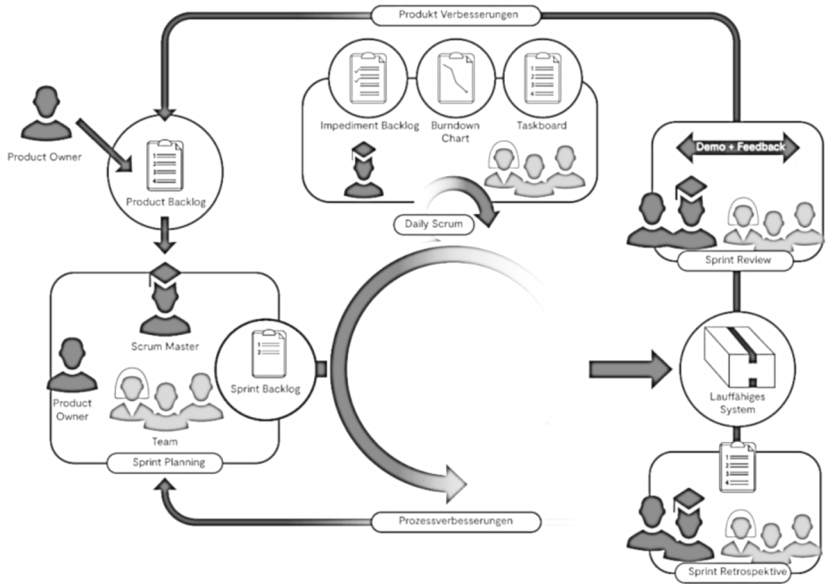 Produkt Verbesserungen
Impediment Backlog
Burndown
Chart
Taskboard
Product Owner
Product Backlog
Demo + Feedback
Daily Scrum
Sprint Review
Scrum Master
Product
Owner
Team
Sprint Backlog
Sprint Planning
Lauffähiges
System
Prozessverbesserungen
Sprint Retrospektive